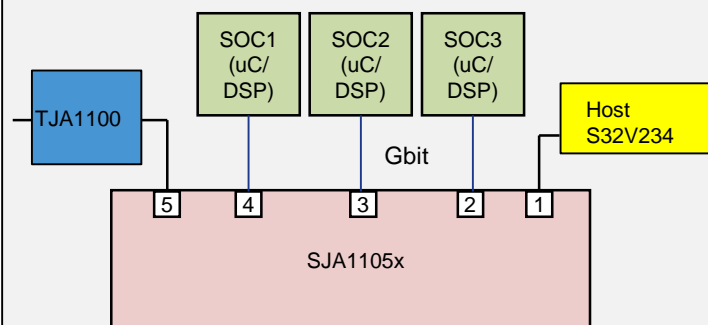 SOC1
(uC/
DSP)
SOC2
(uC/
DSP)
SOC3
(uC/
DSP)
TJA1100
Host
S32V234
Gbit
5
4
3
2
1
SJA1105x